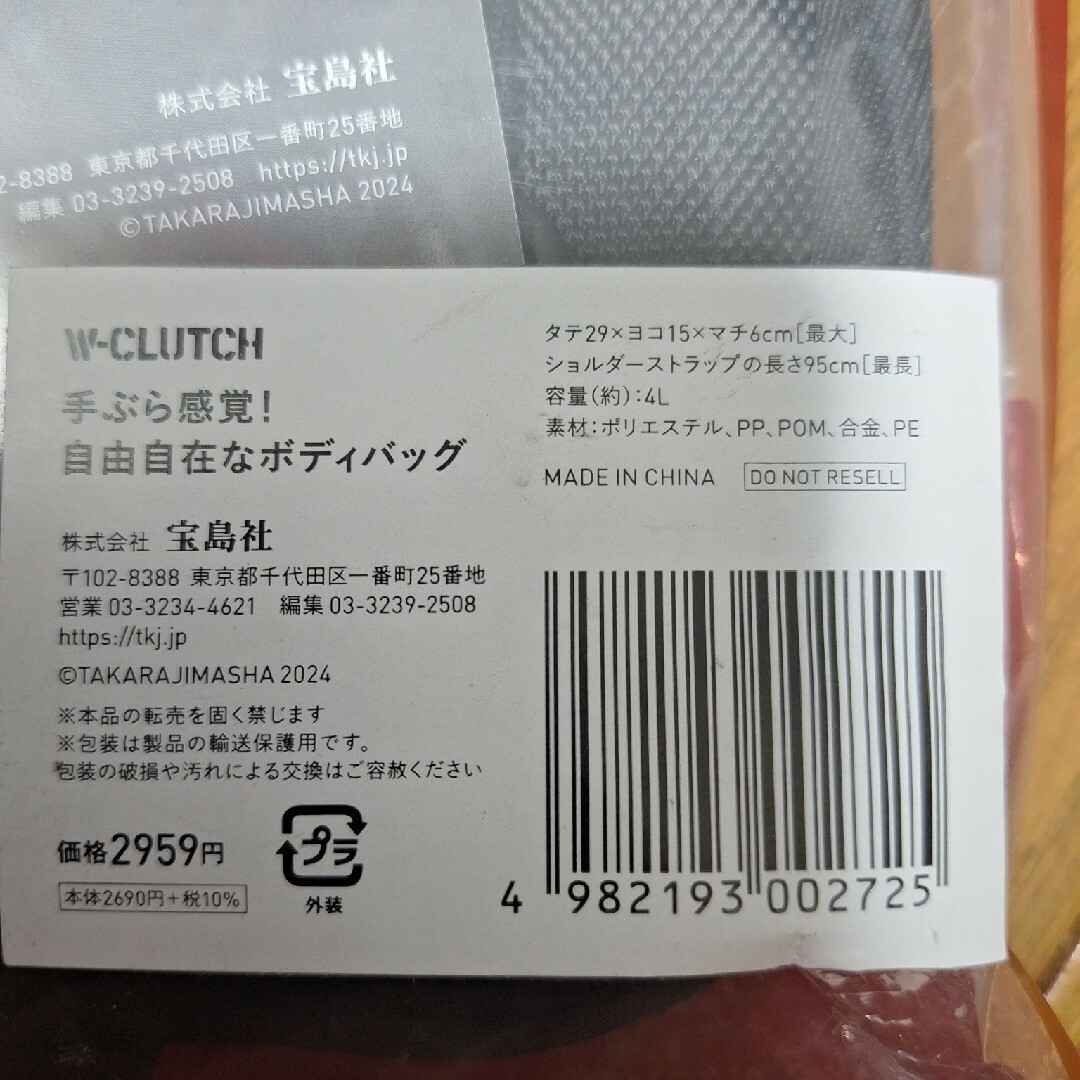 株式会社 宝島社
2-8388 東京都千代田区一番町25番地
編集 03-3239-2508 https://tkj.jp
©TAKARAJIMASHA 2024
W-CLUTCH
手ぶら感覚!
自由自在なボディバッグ
株式会社 宝島社
〒102-8388 東京都千代田区一番町25番地
営業 03-3234-4621 編集 03-3239-2508
https://tkj.jp
©TAKARAJIMASHA 2024
※本品の転売を固く禁じます
※包装は製品の輸送保護用です。
包装の破損や汚れによる交換はご容赦ください
価格2959円
本体2690円+税10%
プラ
外装
タテ29×ヨコ15×マチ6cm[最大]
ショルダーストラップの長さ95cm[最長]
容量(約):4L
素材:ポリエステル、PP、POM、合金、PE
MADE IN CHINA DO NOT RESELL
4 982193 002725